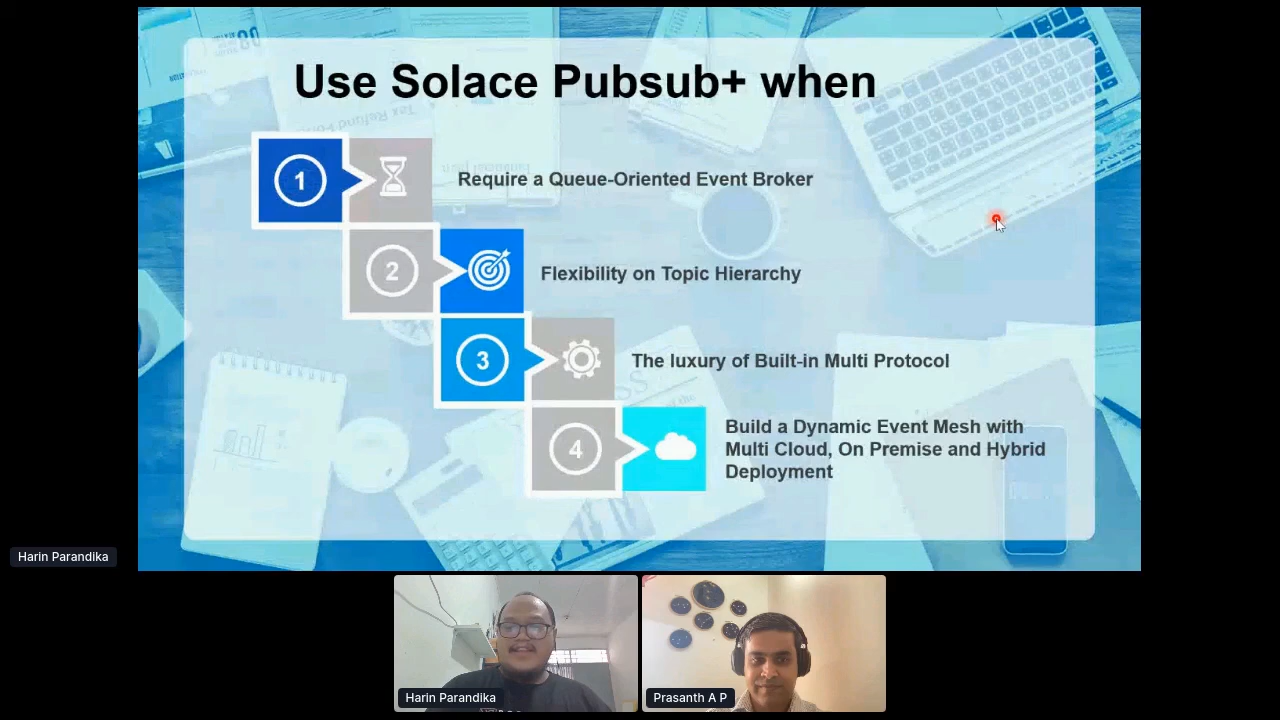 Use Solace Pubsub+ when
1
Require a Queue-Oriented Event Broker
2
Flexibility on Topic Hierarchy
3
The luxury of Built-in Multi Protocol
4
Build a Dynamic Event Mesh with
Multi Cloud, On Premise and Hybrid
Deployment
Harin Parandika
Harin Parandika
Prasanth A P